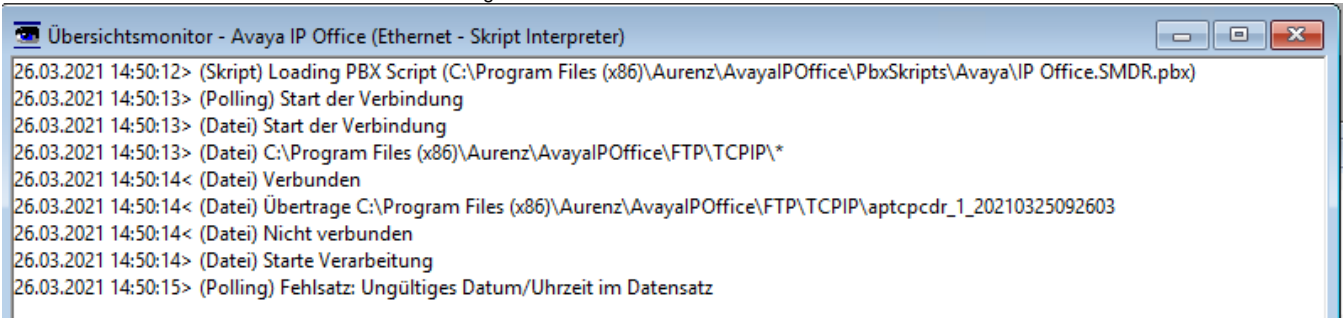 Übersichtsmonitor - Avaya IP Office (Ethernet - Skript Interpreter)
26.03.2021 14:50:12> (Skript) Loading PBX Script (C:\Program Files (x86)\Aurenz\AvayaIPOffice\PbxSkripts\Avaya\IP Office.SMDR.pbx)
26.03.2021 14:50:13> (Polling) Start der Verbindung
26.03.2021 14:50:13> (Datei) Start der Verbindung
26.03.2021 14:50:13> (Datei) C:\Program Files (x86)\Aurenz\AvayaIPOffice\FTP\TCPIP\*
26.03.2021 14:50:14< (Datei) Verbunden
26.03.2021 14:50:14< (Datei) Übertrage C:\Program Files (x86)\Aurenz\AvayaIPOffice\FTP\TCPIP\aptcpcdr_1_20210325092603
26.03.2021 14:50:14< (Datei) Nicht verbunden
26.03.2021 14:50:14> (Datei) Starte Verarbeitung
26.03.2021 14:50:15> (Polling) Fehlsatz: Ungültiges Datum/Uhrzeit im Datensatz